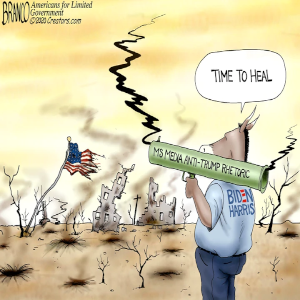 BRANCO
Americans for Limited
Government
©2020 Creators.com
TIME TO HEAL
MS MEDIA ANTI-TRUMP RHETORIC
BIDEN
HARRIS